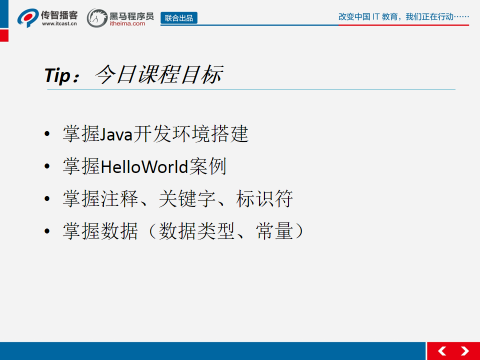 传智播客
www.itcast.cn
黑马程序员
itheima.com
联合出品
改变中国 IT 教育，我们正在行动……
Tip：今日课程目标
• 掌握Java开发环境搭建
• 掌握HelloWorld案例
• 掌握注释、关键字、标识符
• 掌握数据（数据类型、常量）